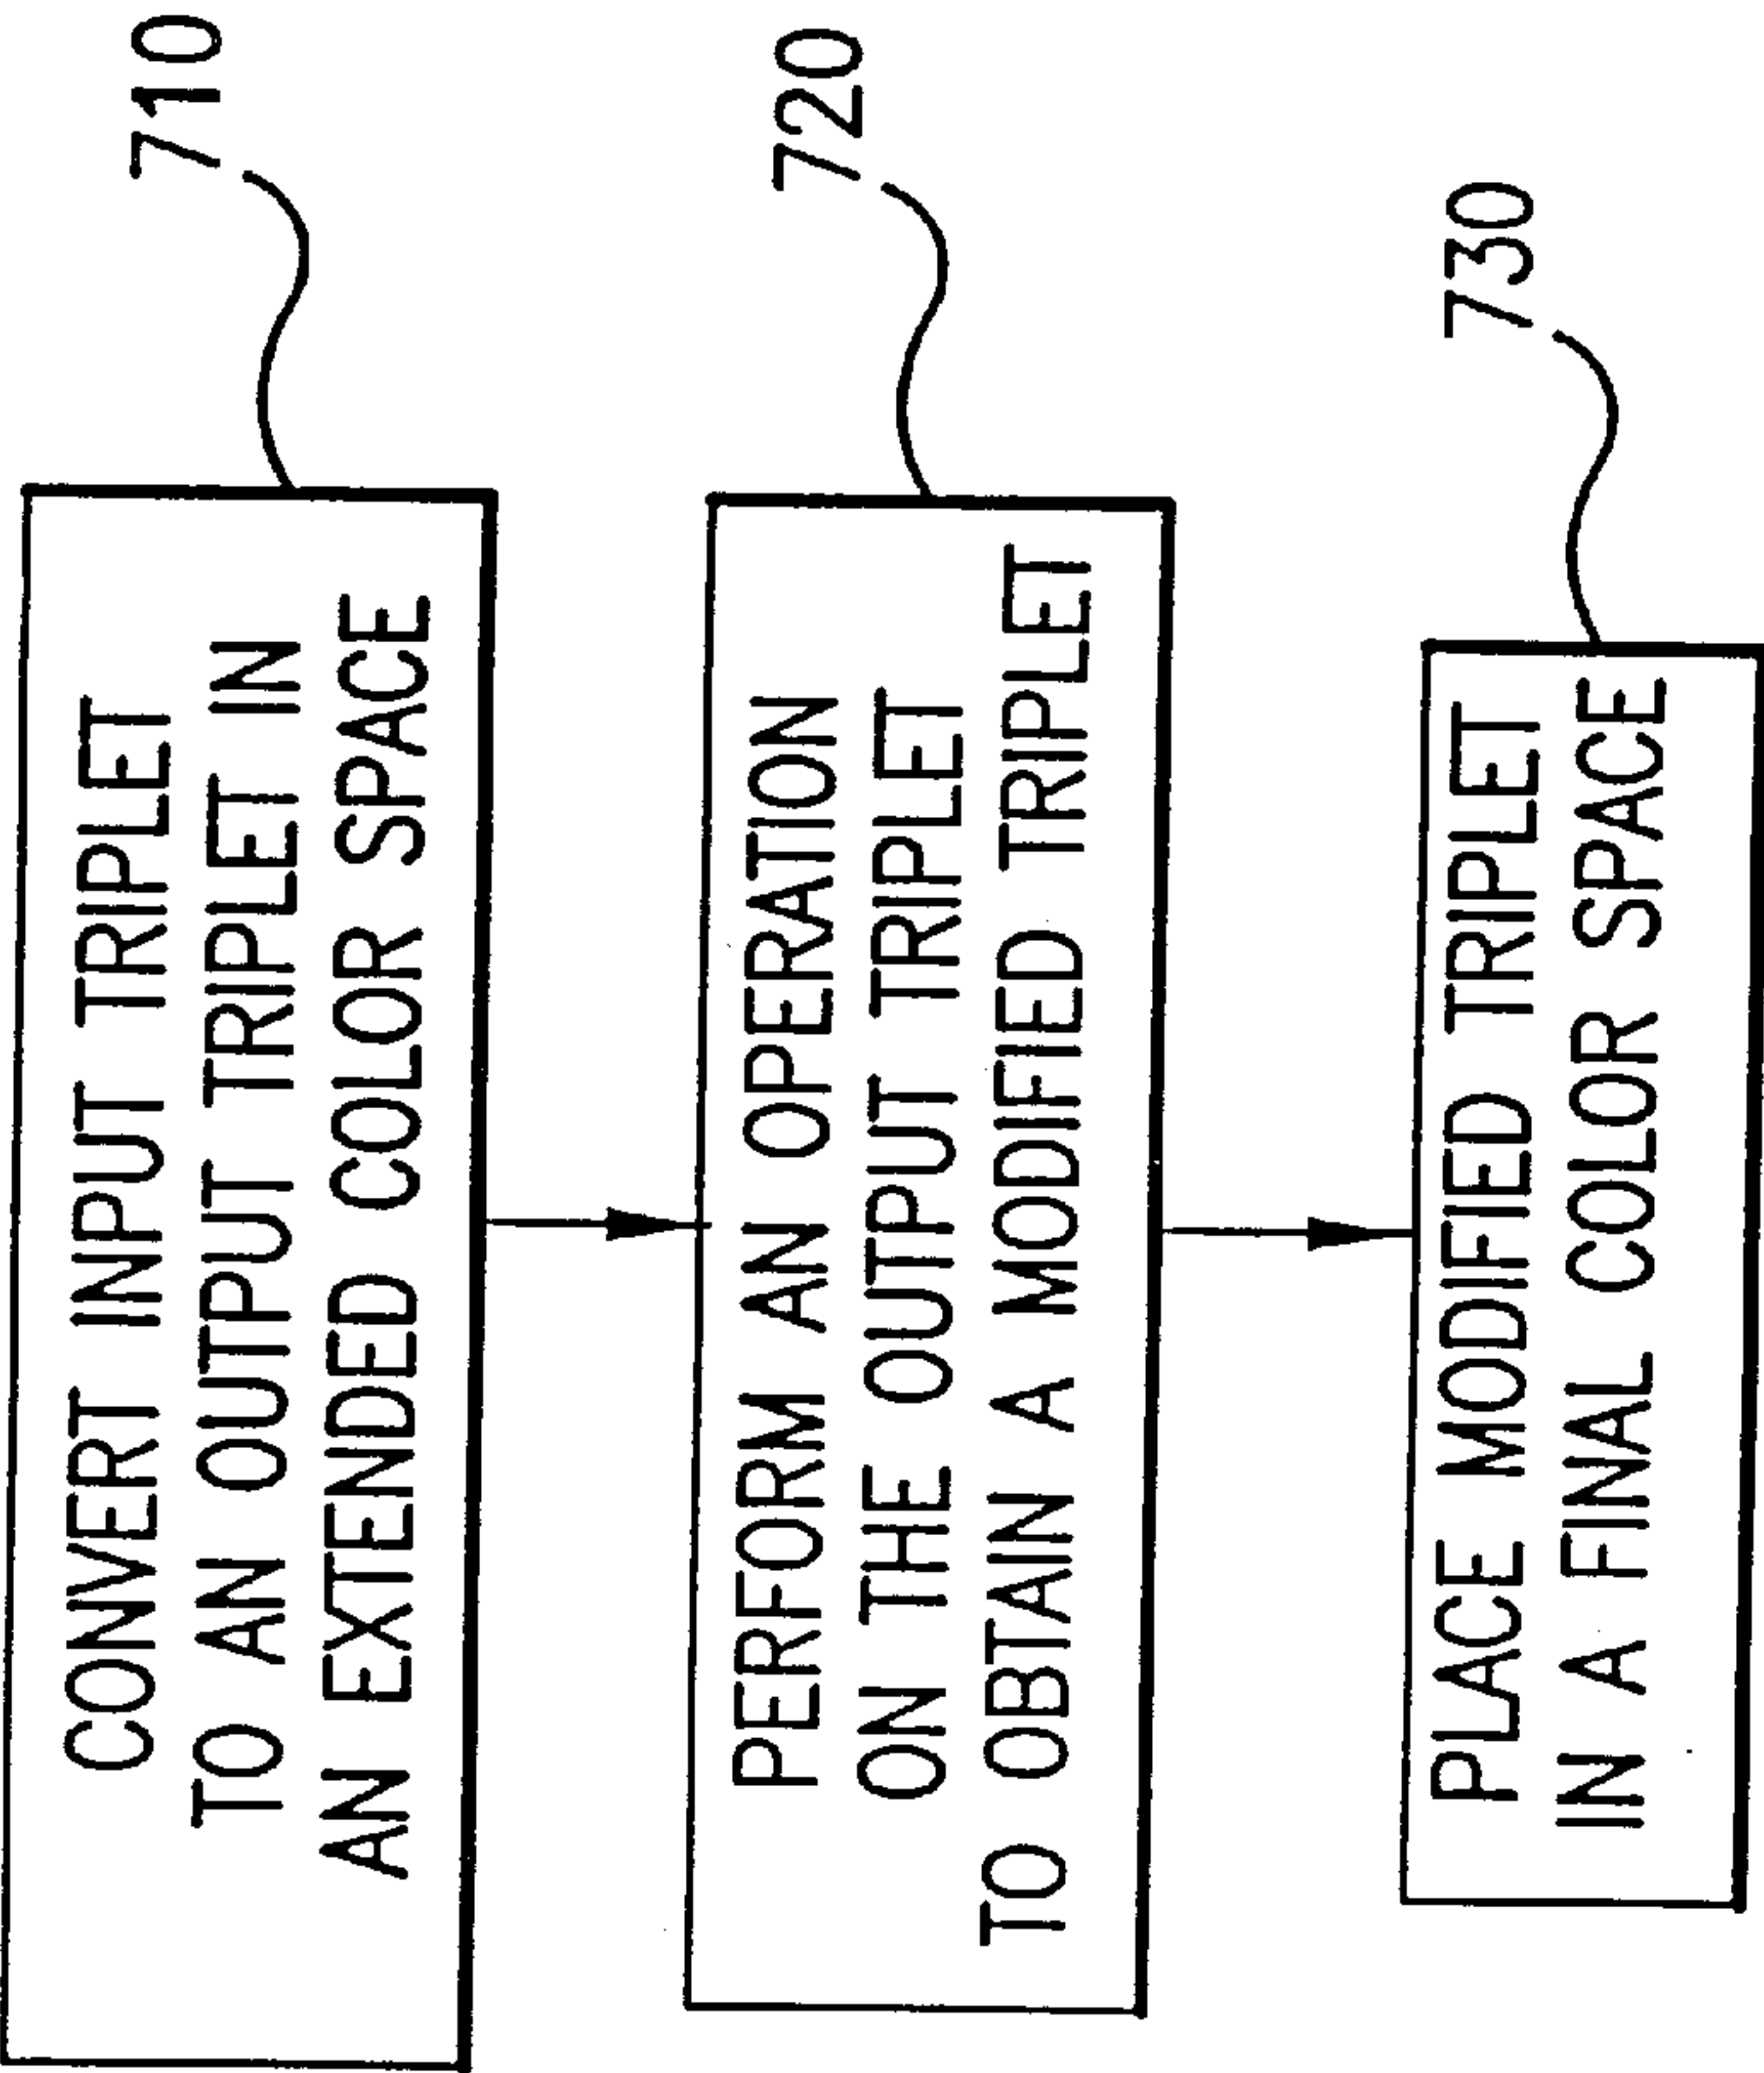 CONVERT INPUT TRIPLET
TO AN OUTPUT TRIPLET IN
AN EXTENDED COLOR SPACE
710
PERFORM AN OPERATION
ON THE OUTPUT TRIPLET
TO OBTAIN A MODIFIED TRIPLET
720
PLACE MODIFIED TRIPLET
IN A FINAL COLOR SPACE
730